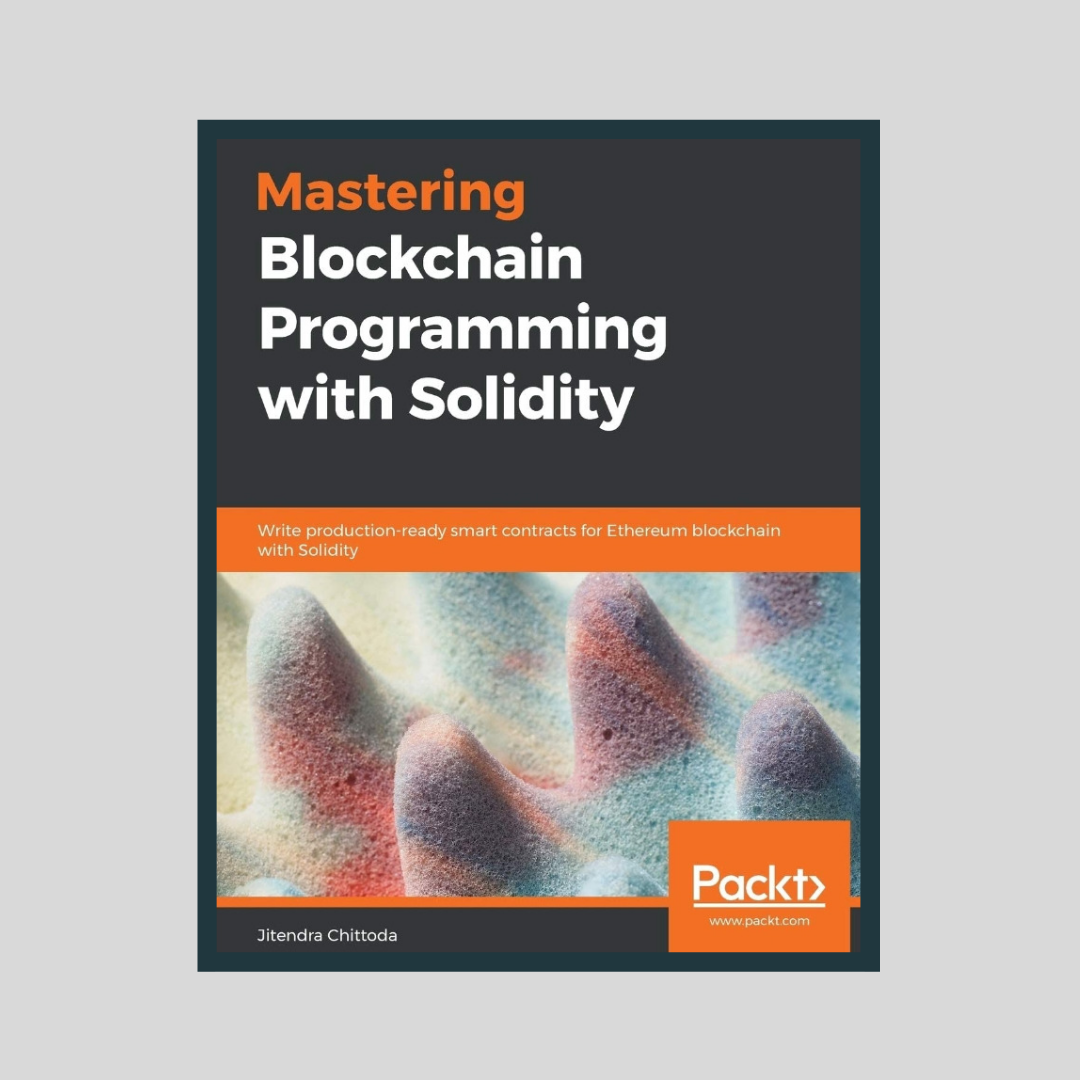 Mastering
Blockchain
Programming
with Solidity
Write production-ready smart contracts for Ethereum blockchain
with Solidity
Packt>
www.packt.com
Jitendra Chittoda